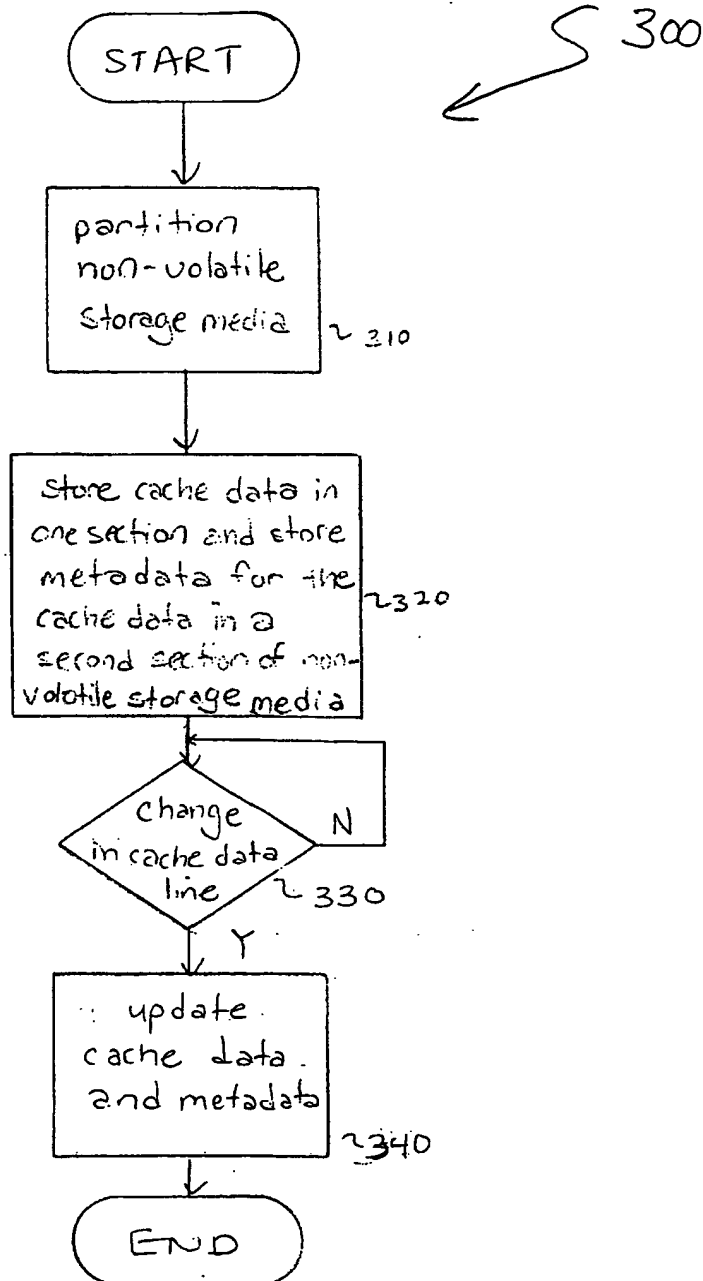 300
START
partition
non-volatile
storage media
~ 310
store cache data in
one section and store
metadata for the
cache data in a
second section of non-
volatile storage media
~320
change
in cache data
line
N
~ 330
Y
update
cache data
and metadata
~340
END